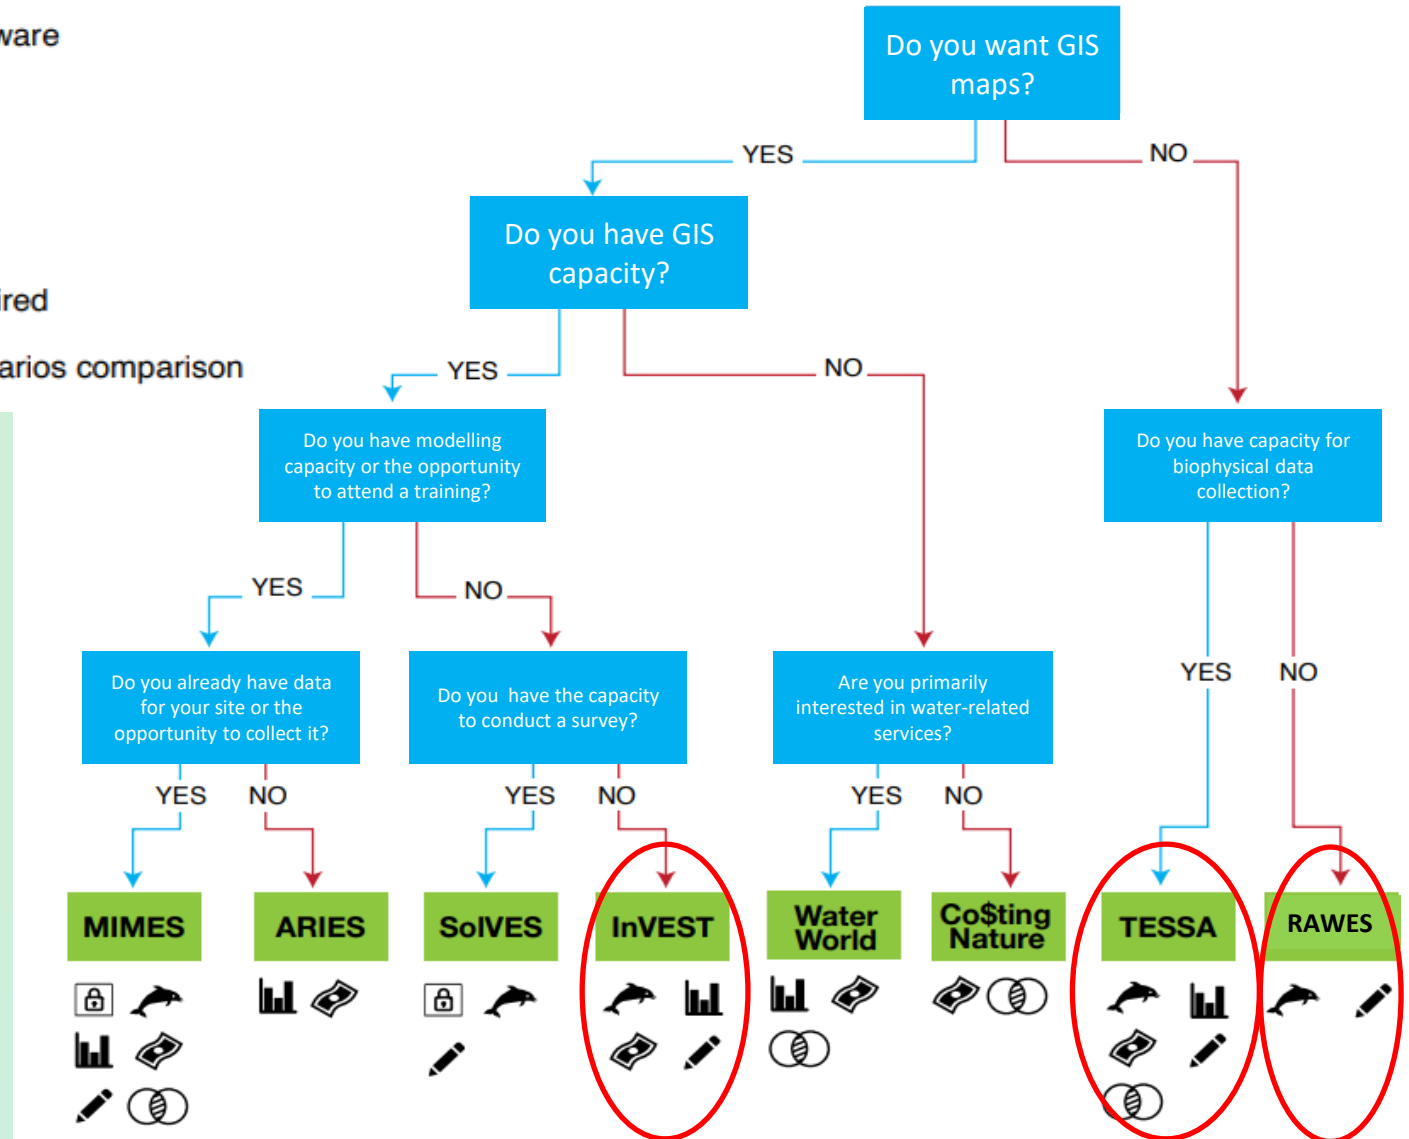 ware
Do you want GIS
maps?
YES
NO
Do you have GIS
capacity?
ired
arios comparison
YES
NO
Do you have modelling
capacity or the opportunity
to attend a training?
Do you have capacity for
biophysical data
collection?
YES
NO
YES
NO
Do you already have data
for your site or the
opportunity to collect it?
Do you have the capacity
to conduct a survey?
Are you primarily
interested in water-related
services?
YES
NO
YES
NO
YES
NO
MIMES
ARIES
SolVES
InVEST
Water
World
Co$ting
Nature
TESSA
RAWES